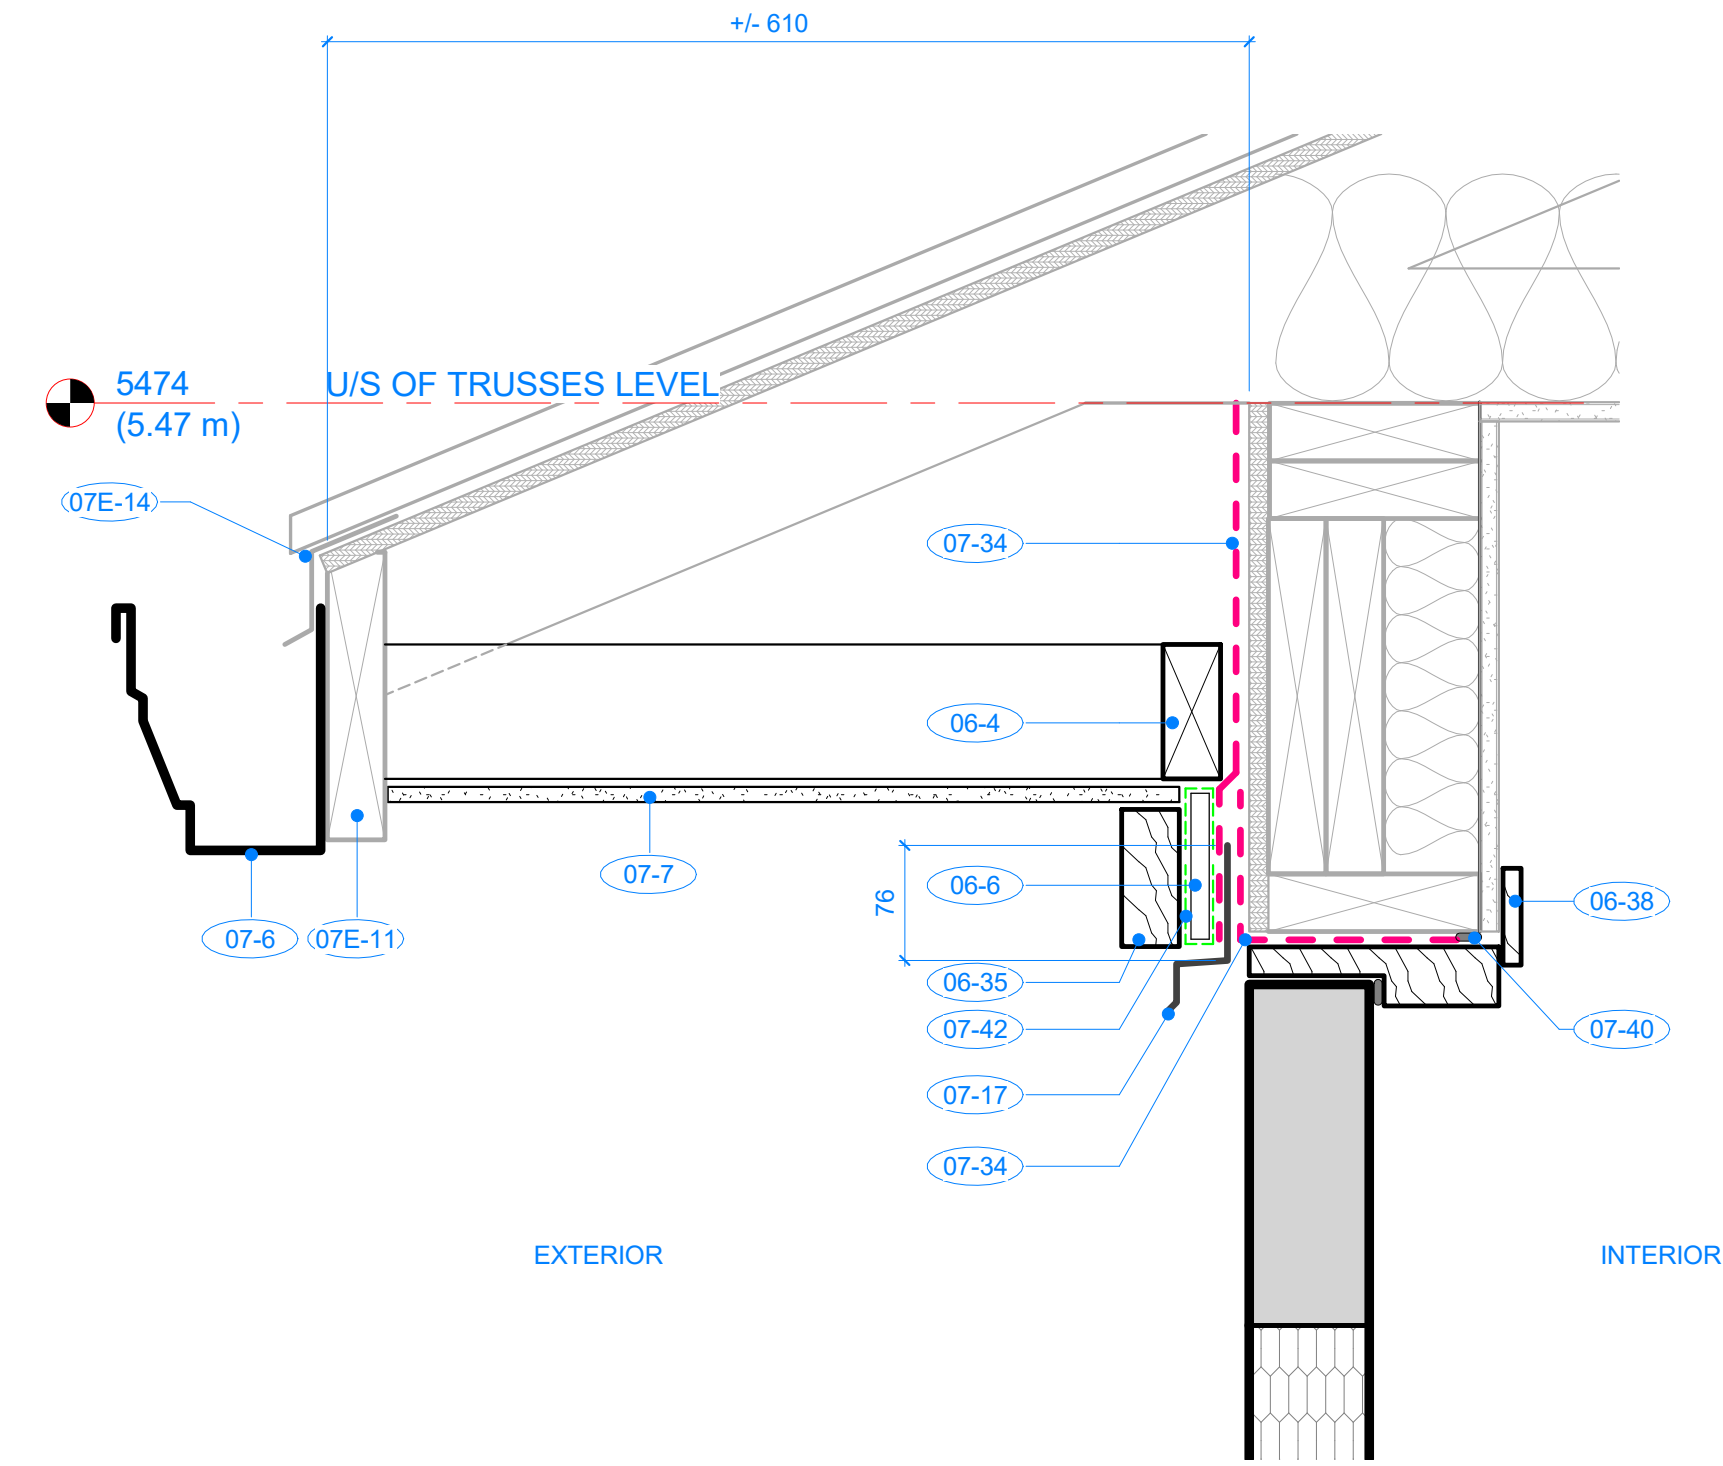 +/- 610
5474
(5.47 m)
U/S OF TRUSSES LEVEL
07E-14
07-34
06-4
07-7
06-6
76
06-38
07-6
07E-11
06-35
07-42
07-40
07-17
07-34
EXTERIOR
INTERIOR